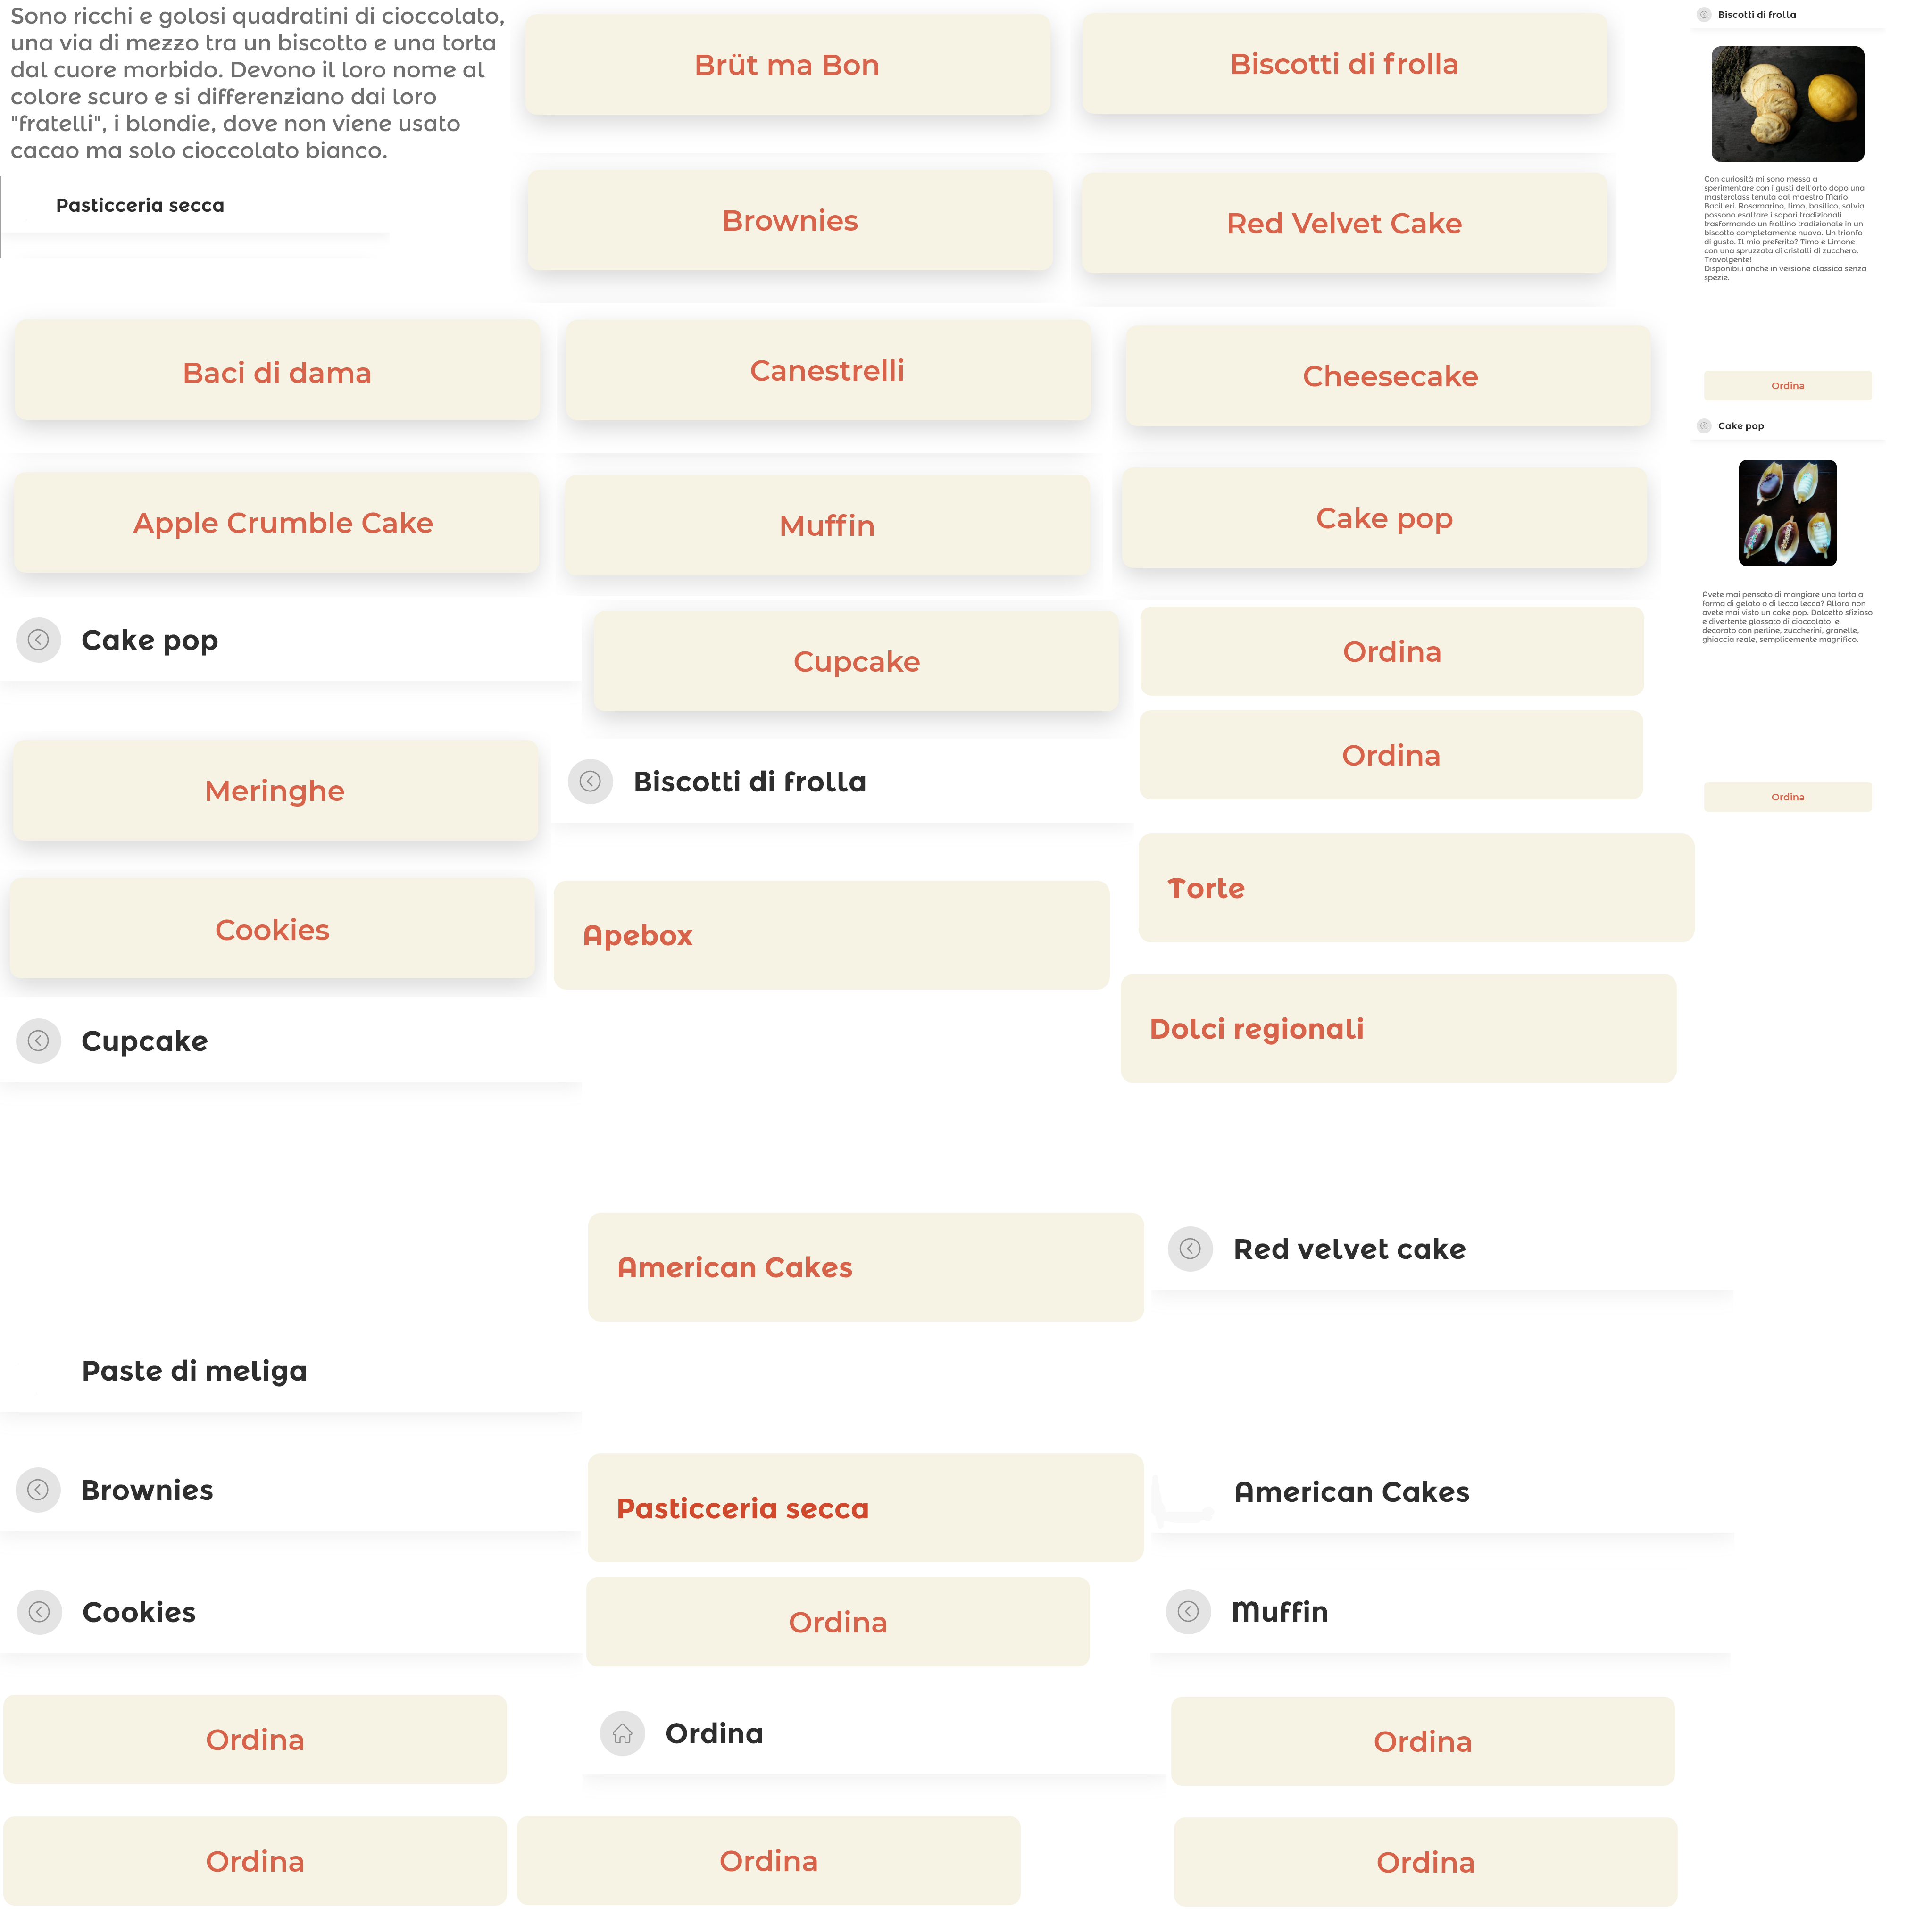 Sono ricchi e golosi quadratini di cioccolato,
una via di mezzo tra un biscotto e una torta
dal cuore morbido. Devono il loro nome al
colore scuro e si differenziano dai loro
"fratelli", i blondie, dove non viene usato
cacao ma solo cioccolato bianco.
Pasticceria secca
Brüt ma Bon
Biscotti di frolla
Brownies
Red Velvet Cake
Biscotti di frolla
Con curiosità mi sono messa a
sperimentare con i gusti dell'orto dopo una
masterclass tenuta dal maestro Mario
Bacilieri. Rosamarino, timo, basilico, salvia
possono esaltare i sapori tradizionali
trasformando un frollino tradizionale in un
biscotto completamente nuovo. Un trionfo
di gusto. Il mio preferito? Timo e Limone
con una spruzzata di cristalli di zucchero.
Travolgente!
Disponibili anche in versione classica senza
spezie.
Ordina
Baci di dama
Canestrelli
Cheesecake
Apple Crumble Cake
Muffin
Cake pop
Cake pop
Avete mai pensato di mangiare una torta a
forma di gelato o di lecca lecca? Allora non
avete mai visto un cake pop. Dolcetto sfizioso
e divertente glassato di cioccolato e
decorato con perline, zuccherini, granelle,
ghiaccia reale, semplicemente magnifico.
Ordina
Cake pop
Cupcake
Ordina
Ordina
Meringhe
Biscotti di frolla
Torte
Cookies
Apebox
Dolci regionali
Cupcake
American Cakes
Red velvet cake
Paste di meliga
Brownies
Pasticceria secca
American Cakes
Cookies
Ordina
Muffin
Ordina
Ordina
Ordina
Ordina
Ordina
Ordina